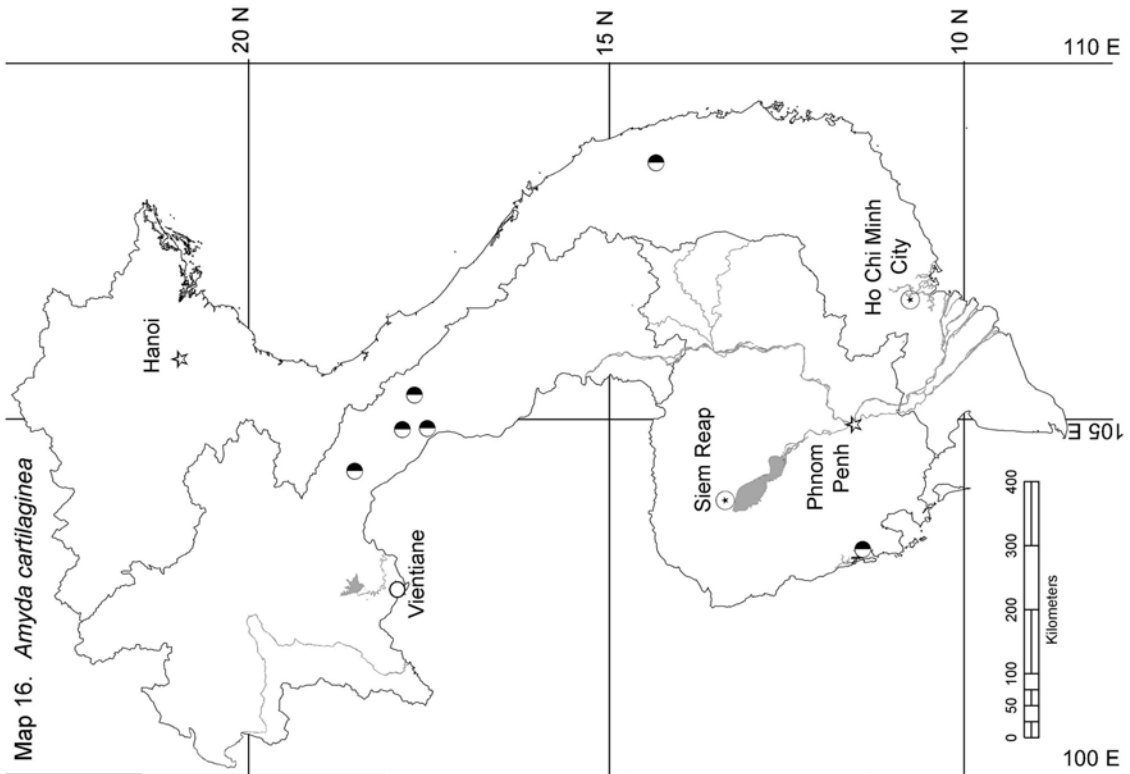 Map 16. Amyda cartilaginea
20 N
15 N
10 N
110 E
105 E
100 E
Hanoi
Vientiane
Siem Reap
Phnom
Penh
Ho Chi Minh
City
0 50 100 200 300 400
Kilometers